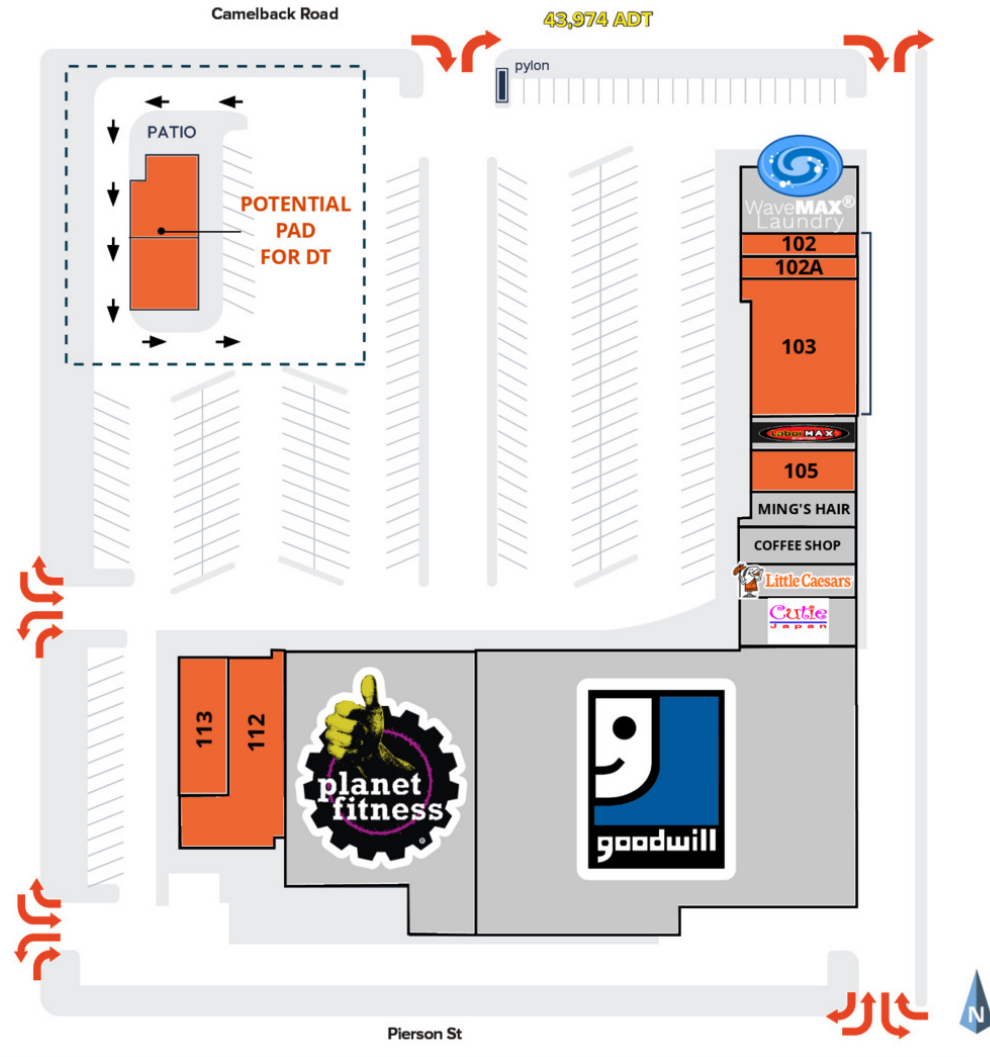 Camelback Road
43,974 ADT
pylon
PATIO
POTENTIAL
PAD
FOR DT
WaveMAX®
Laundry
102
102A
103
LaborMAX
105
MING'S HAIR
COFFEE SHOP
Little Caesars
Cutie
Japan
113
112
planet
fitness®
goodwill
Pierson St
N